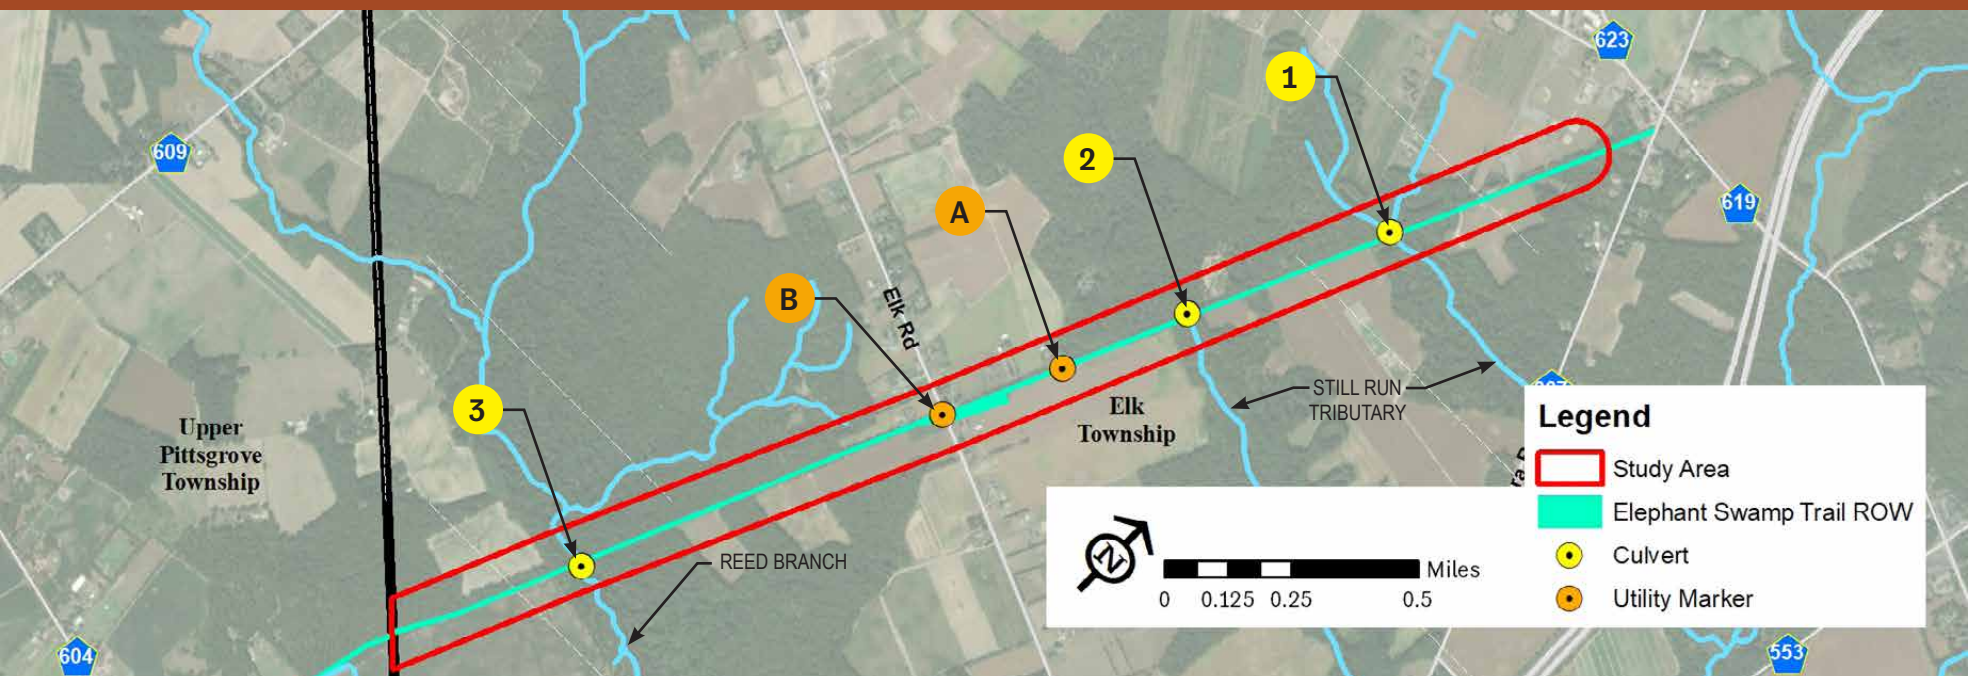 623
1
609
2
619
A
B
Elk Rd
3
Upper
Pittsgrove
Township
Elk
Township
STILL RUN
TRIBUTARY
REED BRANCH
604
553
Legend
Study Area
Elephant Swamp Trail ROW
Culvert
Utility Marker
N
Miles
0 0.125 0.25 0.5